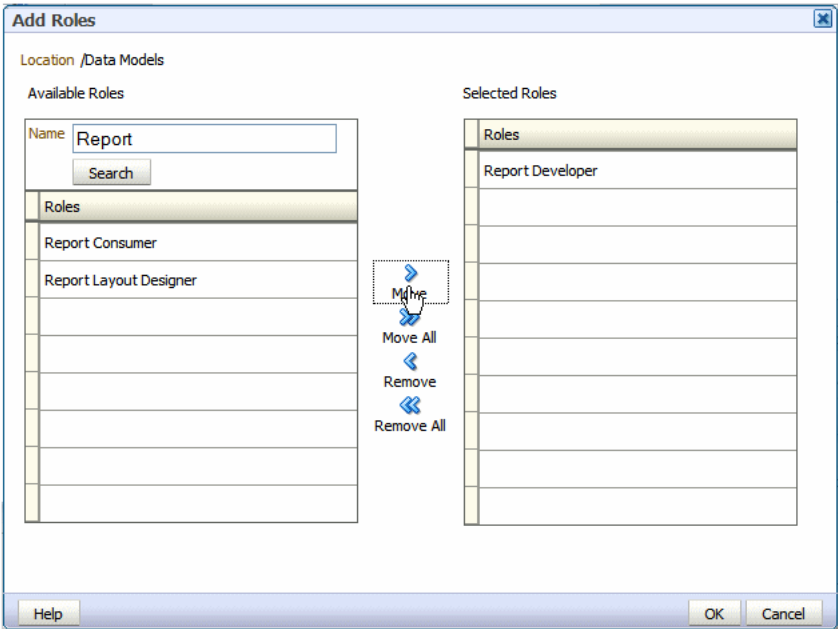 Add Roles
Location /Data Models
Available Roles
Selected Roles
Name Report
Search
Roles
Report Consumer
Report Layout Designer
Move
Move All
Remove
Remove All
Roles
Report Developer
Help
OK
Cancel